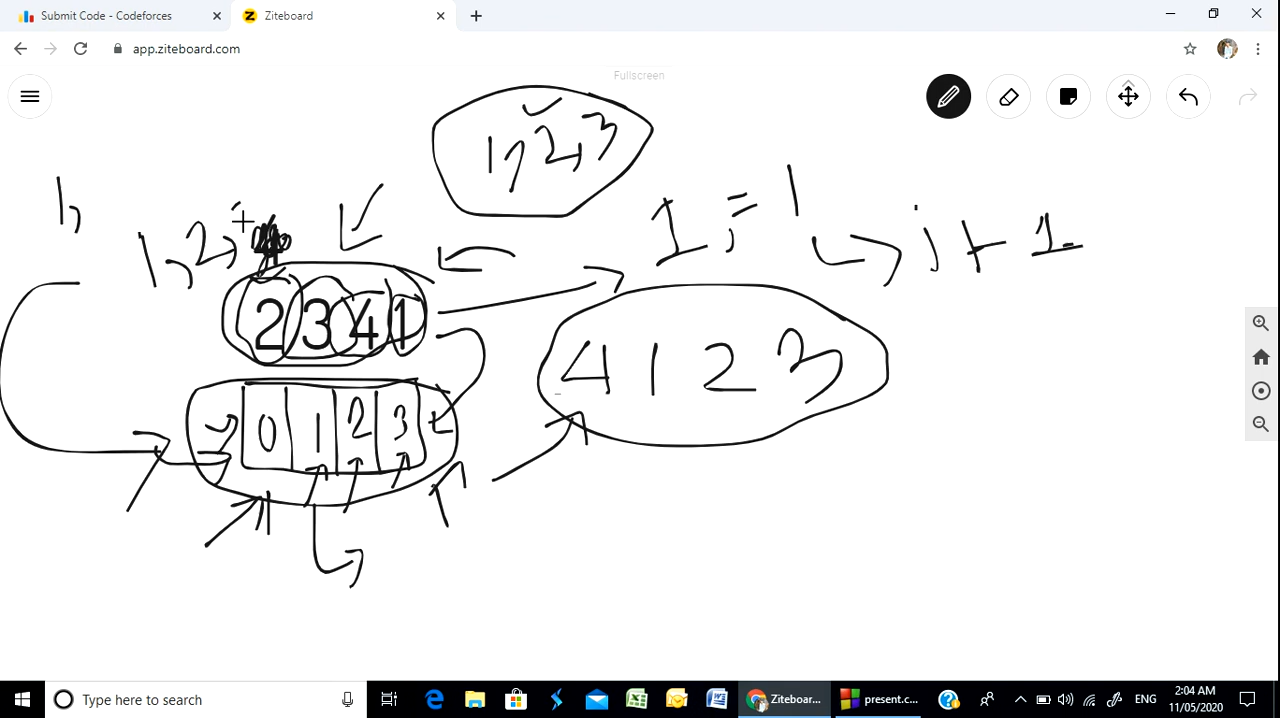 Submit Code - Codeforces
Ziteboard
app.ziteboard.com
Fullscreen
1, 2, 3
1,
1, 2,
1 j = 1
j + 1
2 3 4 1
4 1 2 3
0 1 2 3
Type here to search
Ziteboar...
present.c...
ENG
2:04 AM
11/05/2020